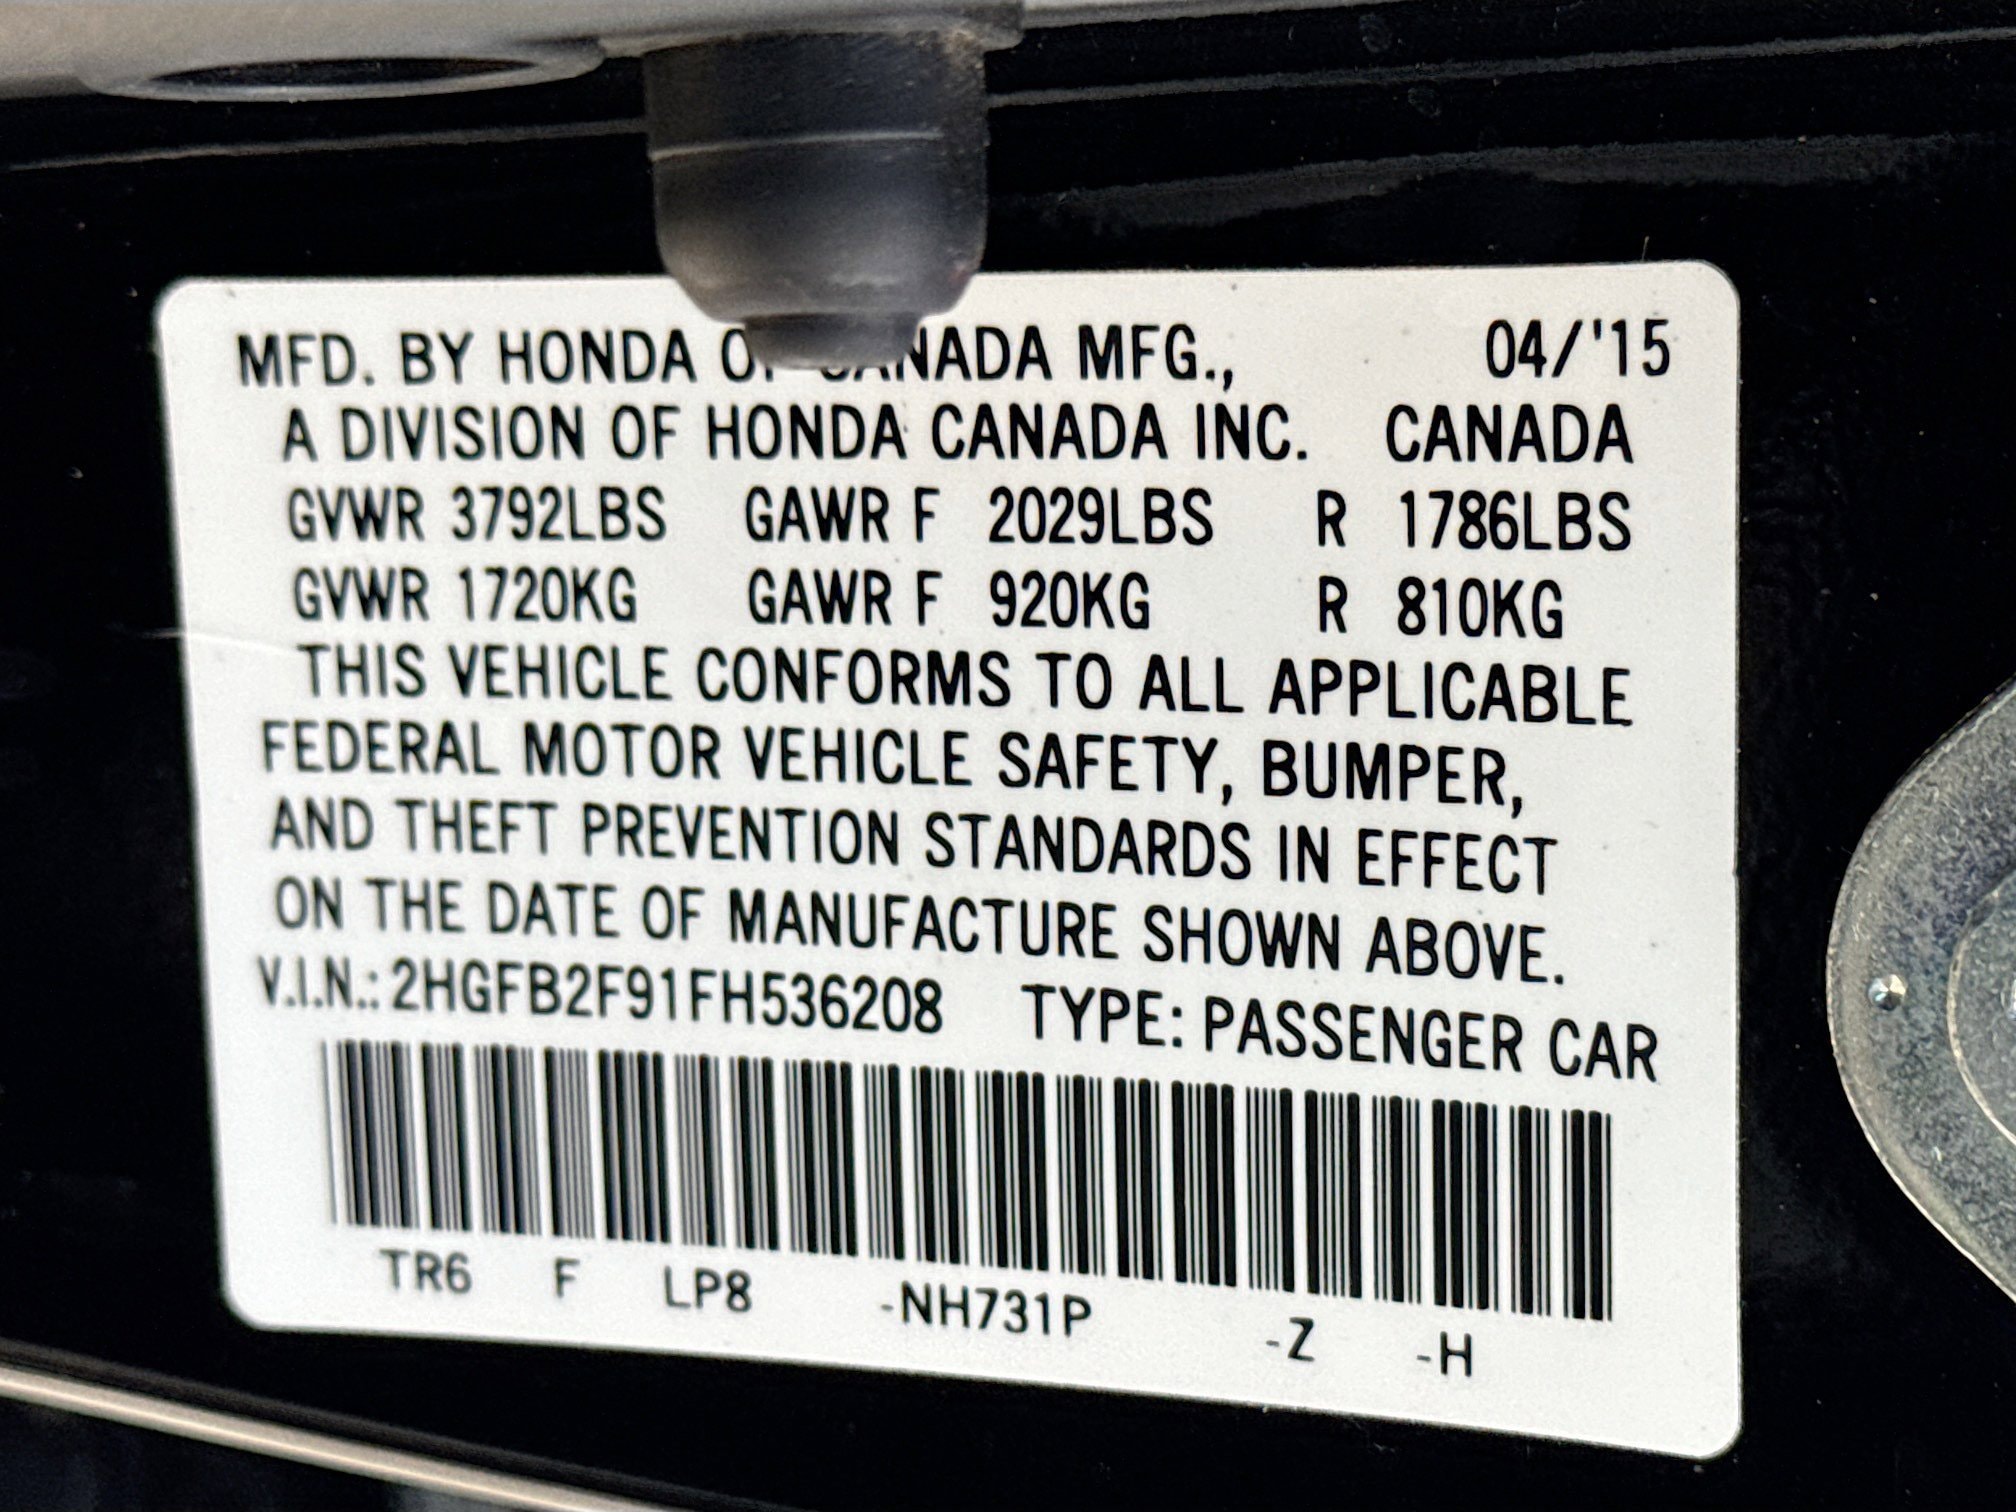 MFD. BY HONDA OF CANADA MFG., 04/'15
A DIVISION OF HONDA CANADA INC. CANADA
GVWR 3792LBS GAWR F 2029LBS R 1786LBS
GVWR 1720KG GAWR F 920KG R 810KG
THIS VEHICLE CONFORMS TO ALL APPLICABLE
FEDERAL MOTOR VEHICLE SAFETY, BUMPER,
AND THEFT PREVENTION STANDARDS IN EFFECT
ON THE DATE OF MANUFACTURE SHOWN ABOVE.
V.I.N.: 2HGFB2F91FH536208 TYPE: PASSENGER CAR
TR6 F LP8 -NH731P -Z -H